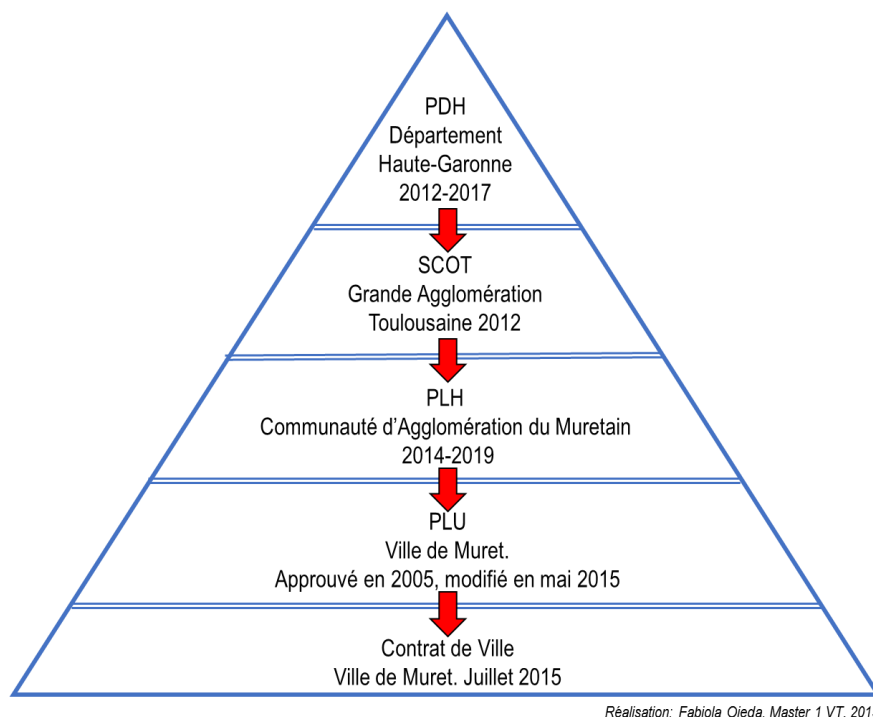 PDH
Département
Haute-Garonne
2012-2017
SCOT
Grande Agglomération
Toulousaine 2012
PLH
Communauté d'Agglomération du Muretain
2014-2019
PLU
Ville de Muret.
Approuvé en 2005, modifié en mai 2015
Contrat de Ville
Ville de Muret. Juillet 2015
Réalisation: Fabiola Ojeda. Master 1 VT.